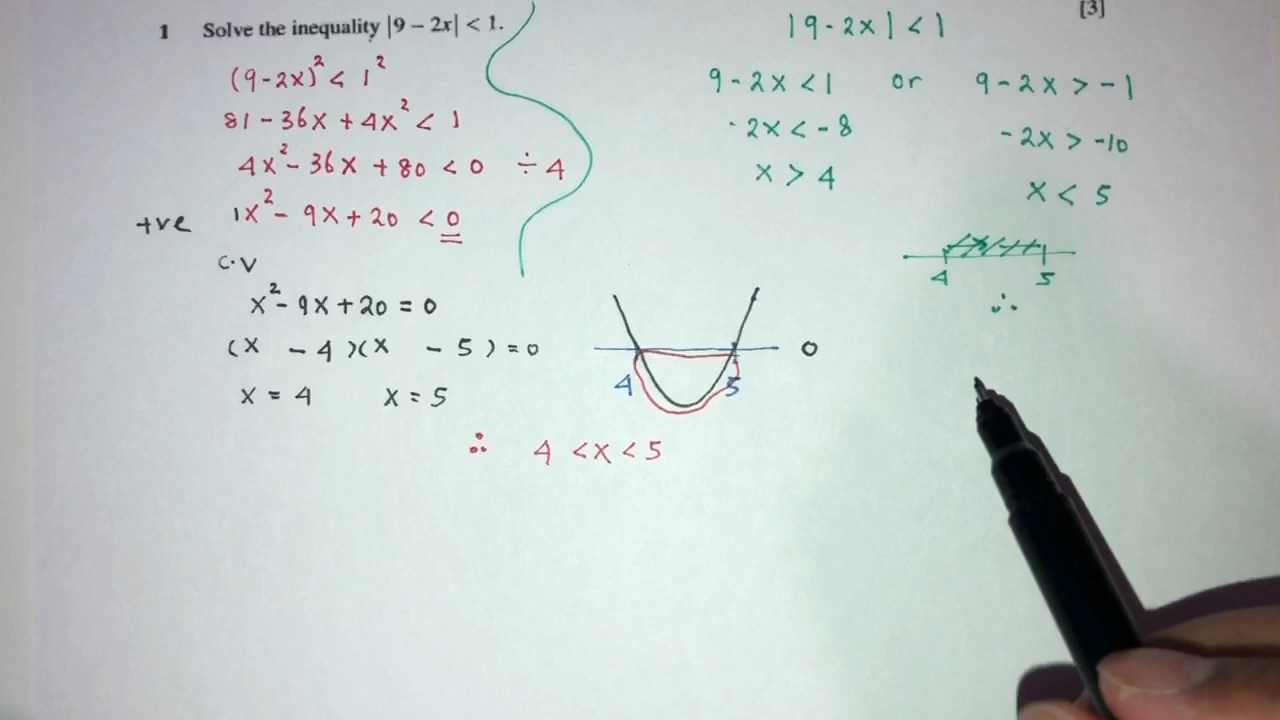 1 Solve the inequality |9 – 2x| < 1. [3]
(9-2x)² < 1²
81 - 36x + 4x² < 1
4x² - 36x + 80 < 0 ÷ 4
+ve 1x² - 9x + 20 < 0
C.V
x² - 9x + 20 = 0
(x - 4)(x - 5) = 0
x = 4 x = 5
4 5 0
∴ 4 < x < 5
|9-2x| < 1
9-2x < 1 or 9-2x > -1
-2x < -8 -2x > -10
x > 4 x < 5
4 5
∴